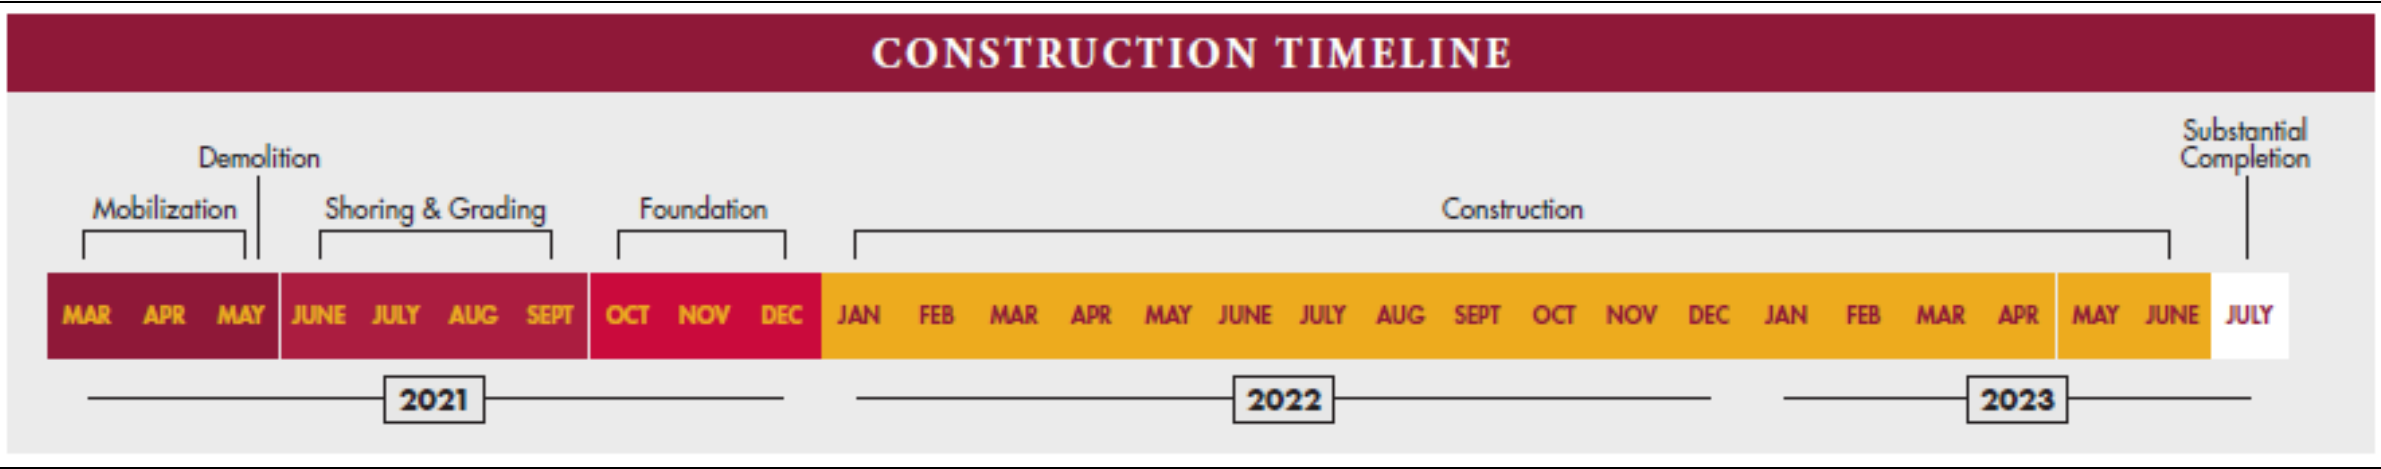 CONSTRUCTION TIMELINE
Substantial
Completion
Demolition
Mobilization Shoring & Grading Foundation Construction
MAR APR MAY JUNE JULY AUG SEPT OCT NOV DEC JAN FEB MAR APR MAY JUNE JULY AUG SEPT OCT NOV DEC JAN FEB MAR APR MAY JUNE JULY
2021 2022 2023